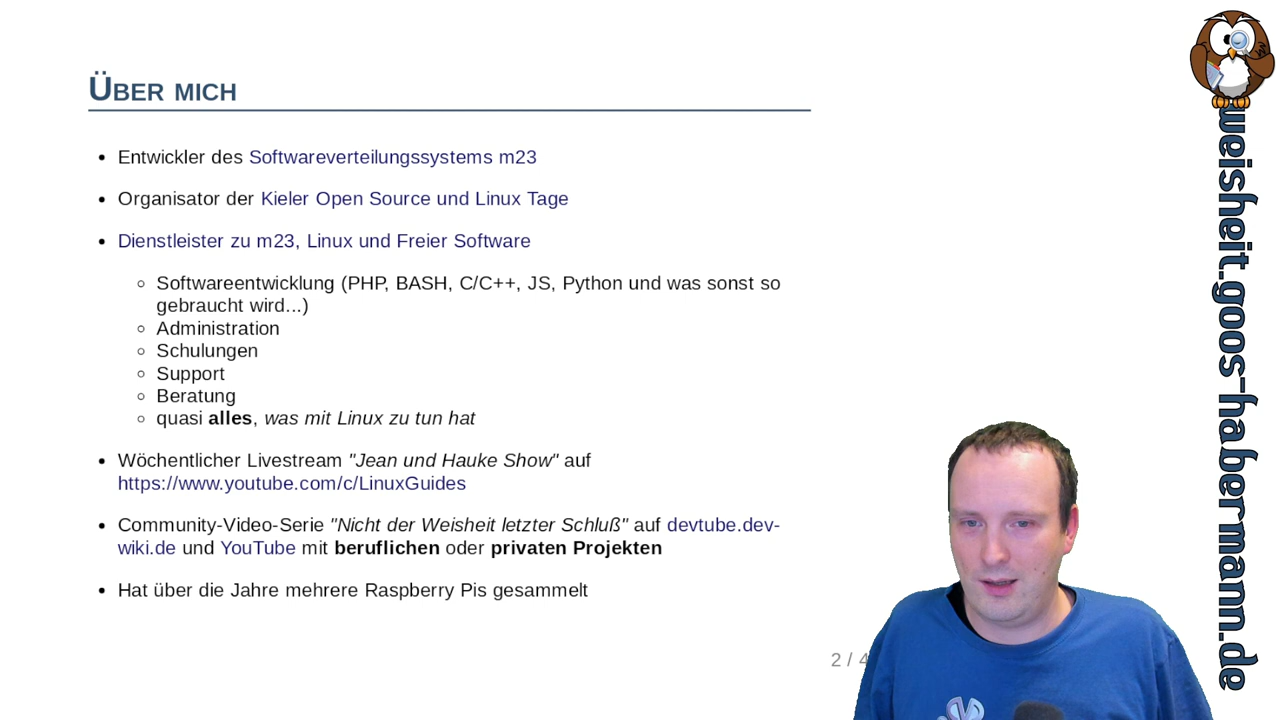 Über mich
Entwickler des Softwareverteilungssystems m23
Organisator der Kieler Open Source und Linux Tage
Dienstleister zu m23, Linux und Freier Software
Softwareentwicklung (PHP, BASH, C/C++, JS, Python und was sonst so
gebraucht wird...)
Administration
Schulungen
Support
Beratung
quasi alles, was mit Linux zu tun hat
Wöchentlicher Livestream "Jean und Hauke Show" auf
https://www.youtube.com/c/LinuxGuides
Community-Video-Serie "Nicht der Weisheit letzter Schluß" auf devtube.dev-
wiki.de und YouTube mit beruflichen oder privaten Projekten
Hat über die Jahre mehrere Raspberry Pis gesammelt
2 / 4
weisheit.goos-habermann.de